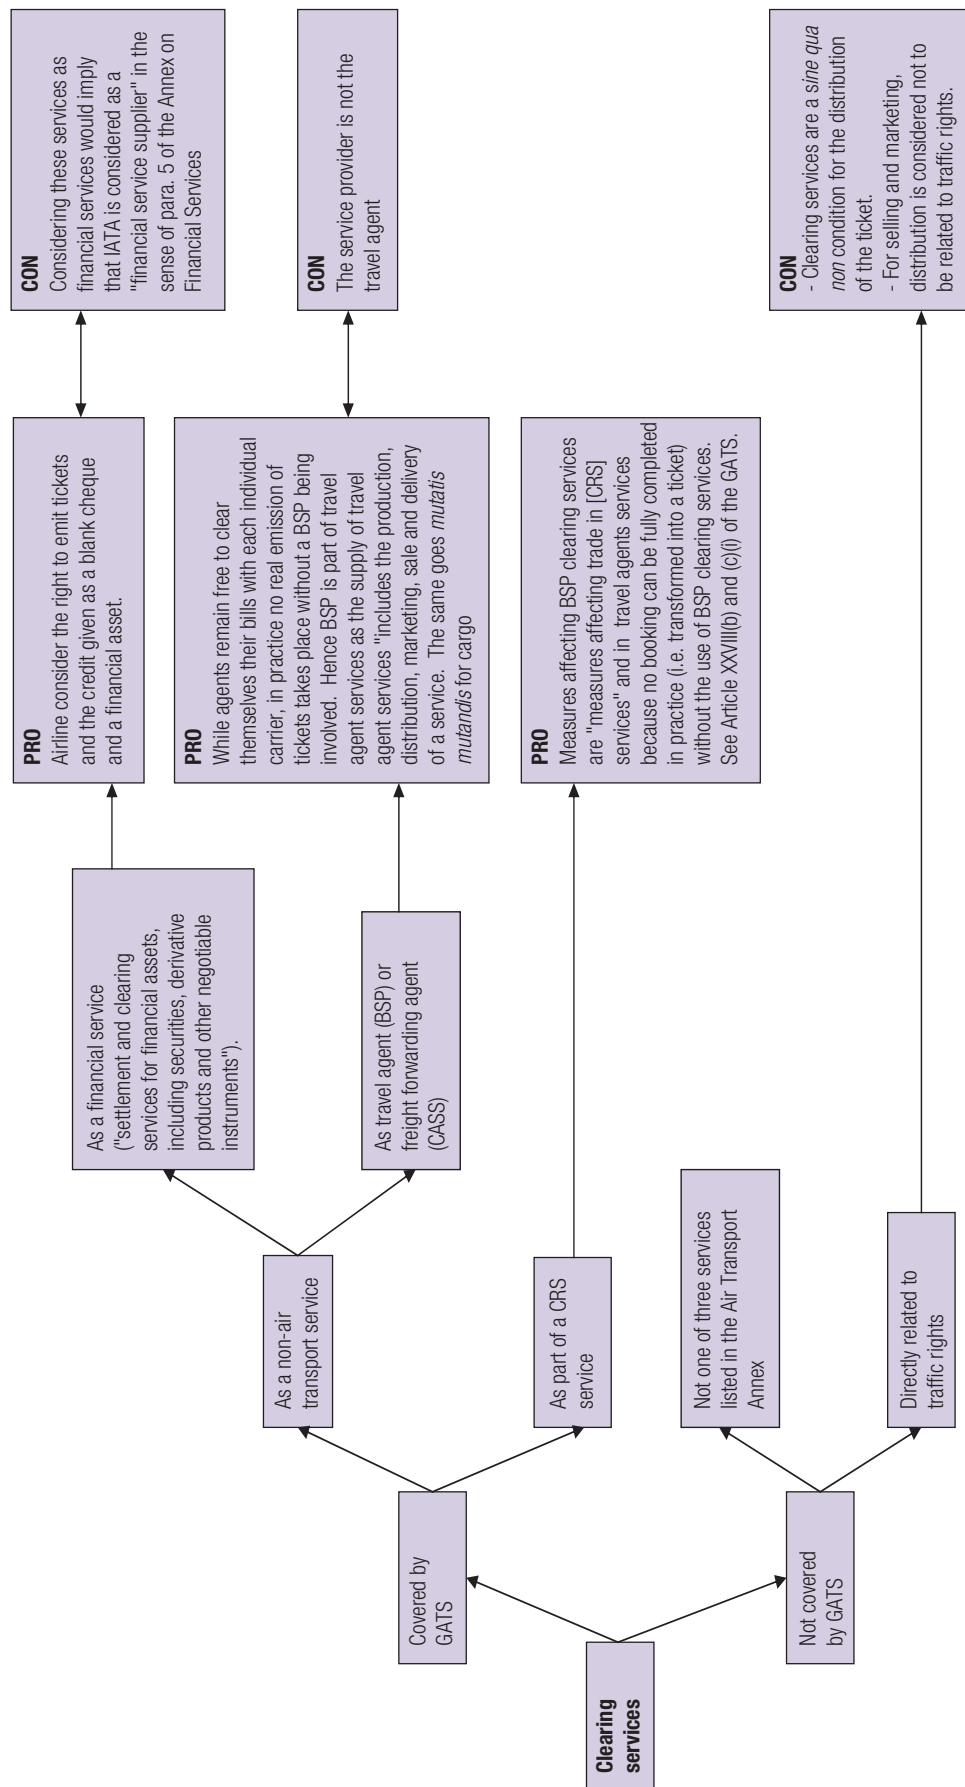 Clearing
services
Covered by
GATS
Not covered
by GATS
As a non-air
transport service
As part of a CRS
service
Not one of three services
listed in the Air Transport
Annex
Directly related to
traffic rights
As a financial service
("settlement and clearing
services for financial assets,
including securities, derivative
products and other negotiable
instruments").
As travel agent (BSP) or
freight forwarding agent
(CASS)
PRO
Airline consider the right to emit tickets
and the credit given as a blank cheque
and a financial asset.
PRO
While agents remain free to clear
themselves their bills with each individual
carrier, in practice no real emission of
tickets takes place without a BSP being
involved. Hence BSP is part of travel
agent services as the supply of travel
agent services "includes the production,
distribution, marketing, sale and delivery
of a service. The same goes mutatis
mutandis for cargo
PRO
Measures affecting BSP clearing services
are "measures affecting trade in [CRS]
services" and in travel agents services
because no booking can be fully completed
in practice (i.e. transformed into a ticket)
without the use of BSP clearing services.
See Article XXVIII(b) and (c)(i) of the GATS.
CON
Considering these services as
financial services would imply
that IATA is considered as a
"financial service supplier" in the
sense of para. 5 of the Annex on
Financial Services
CON
The service provider is not the
travel agent
CON
- Clearing services are a sine qua
non condition for the distribution
of the ticket.
- For selling and marketing,
distribution is considered not to
be related to traffic rights.